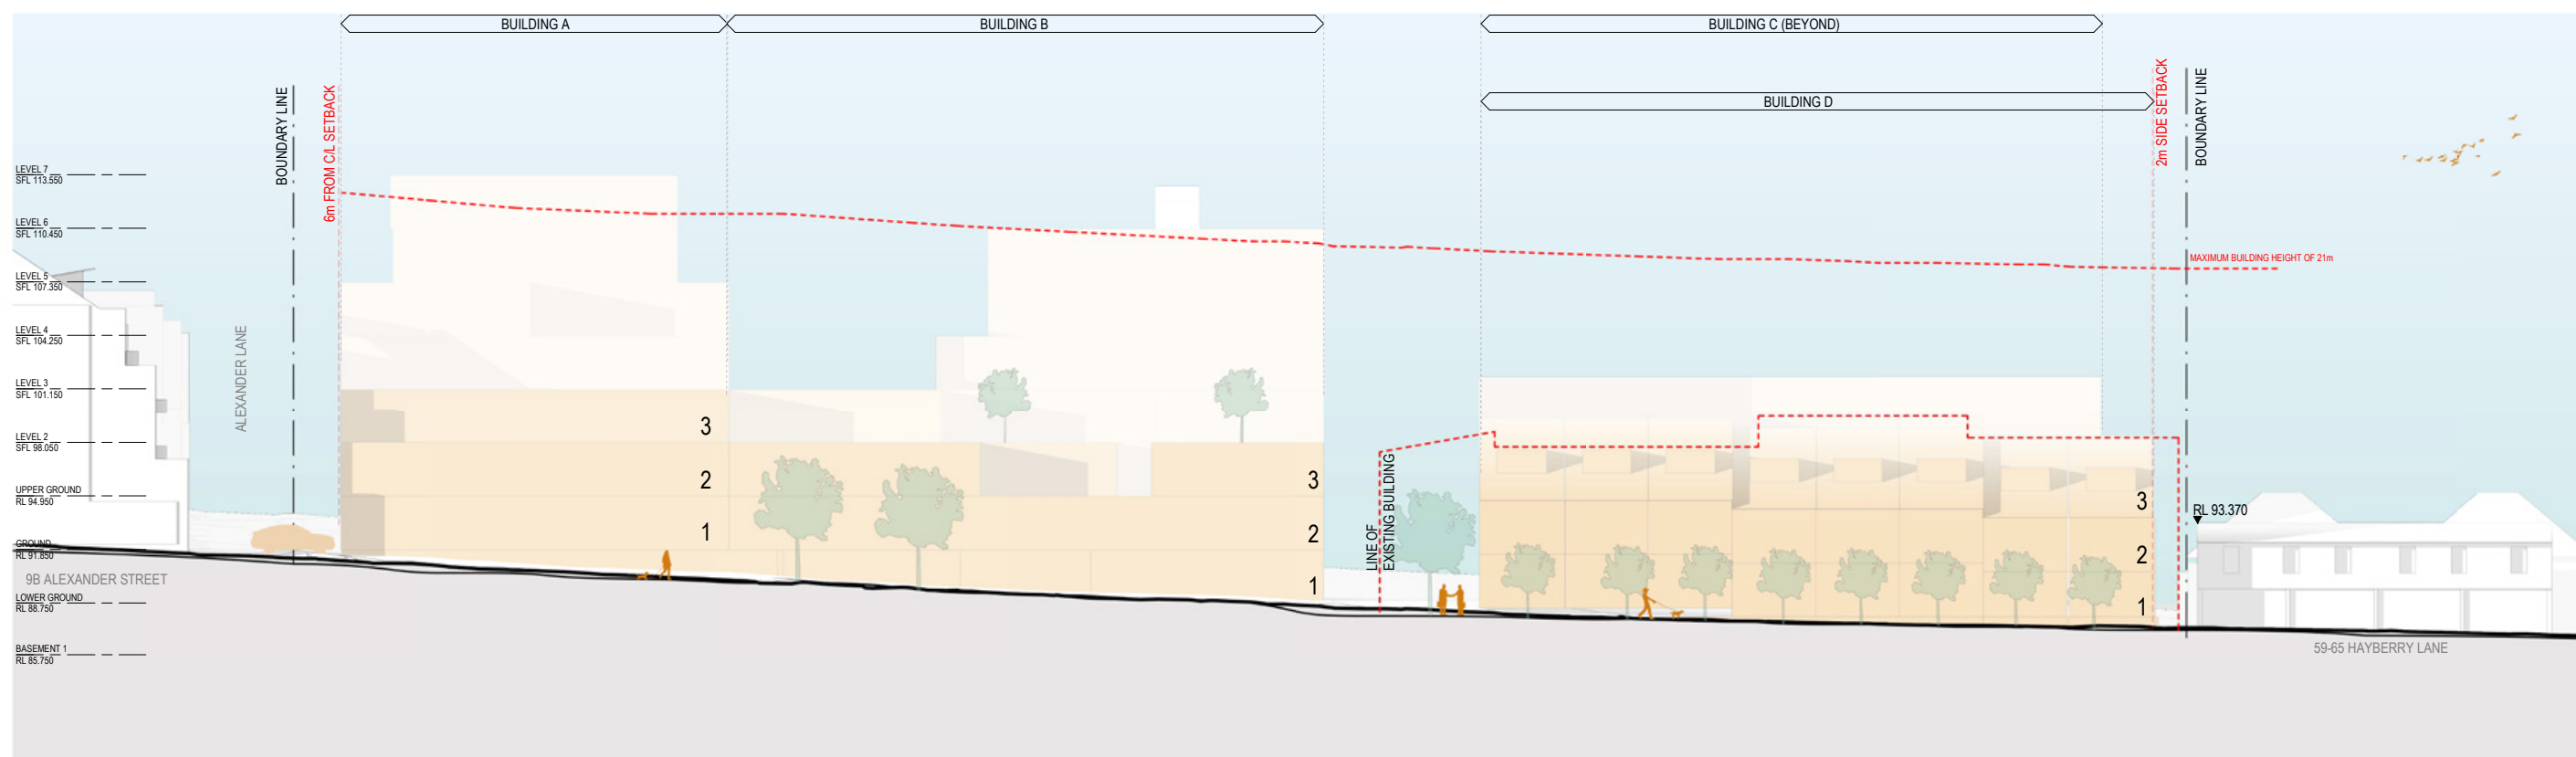 BUILDING A
BUILDING B
BUILDING C (BEYOND)
BUILDING D
BOUNDARY LINE
6m FROM C/L SETBACK
2m SIDE SETBACK
BOUNDARY LINE
LEVEL 7
SFL 113.550
LEVEL 6
SFL 110.450
LEVEL 5
SFL 107.350
LEVEL 4
SFL 104.250
LEVEL 3
SFL 101.150
LEVEL 2
SFL 98.050
UPPER GROUND
RL 94.950
GROUND
RL 91.850
LOWER GROUND
RL 88.750
BASEMENT 1
RL 85.750
ALEXANDER LANE
9B ALEXANDER STREET
3
2
1
3
2
1
LINE OF
EXISTING BUILDING
3
2
1
MAXIMUM BUILDING HEIGHT OF 21m
RL 93.370
59-65 HAYBERRY LANE